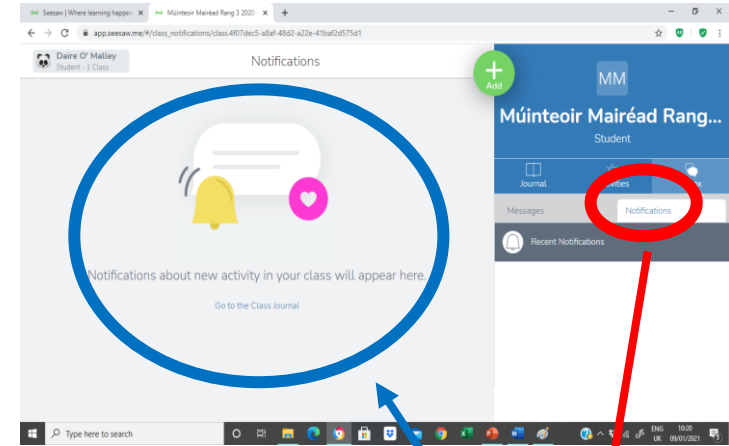 Seesaw | Where learning happen
Múinteoir Mairéad Rang 3 2020-
app.seesaw.me/#/class_notifications/class.4f07dec5-a8af-48d2-a22e-41baf2d575d1
Daire O' Malley
Student - 1 Class
Notifications
Add
MM
Múinteoir Mairéad Rang...
Student
Journal
Messages
Notifications
Recent Notifications
Notifications about new activity in your class will appear here.
Go to the Class Journal
Type here to search
ENG
10:20
UK
09/01/2021